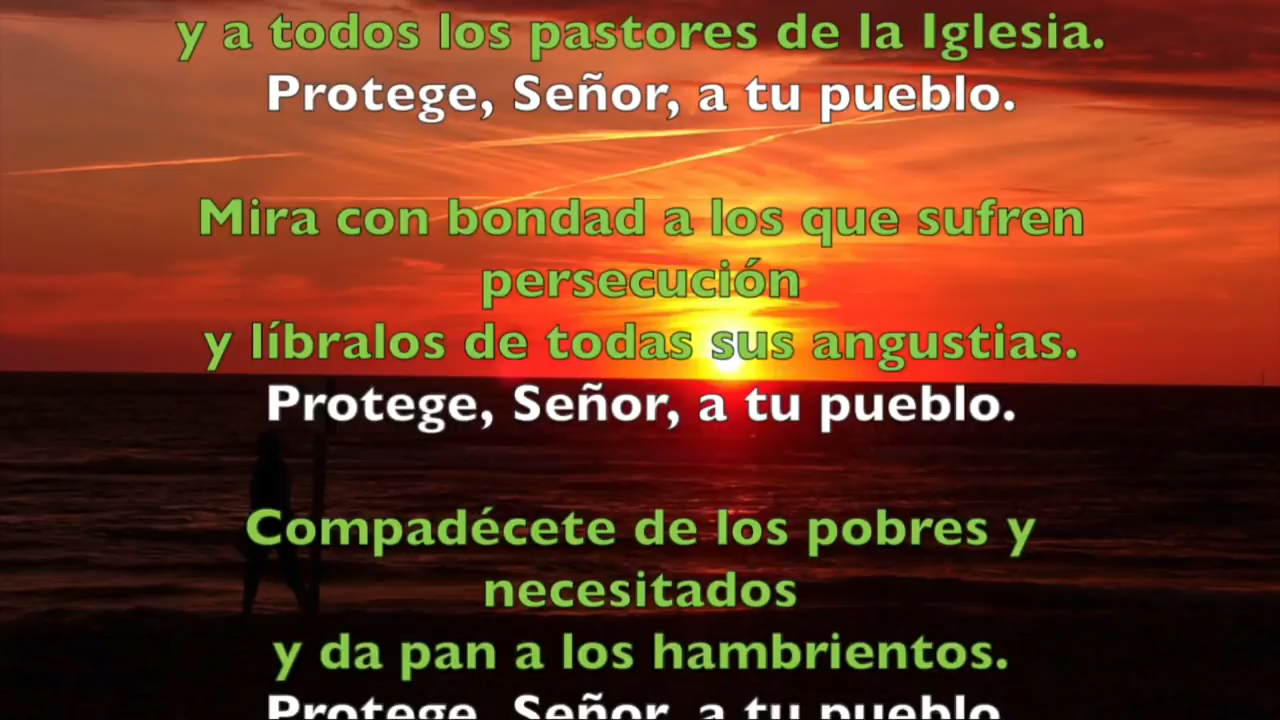 y a todos los pastores de la Iglesia.
Protege, Señor, a tu pueblo.
Mira con bondad a los que sufren
persecución
y líbralos de todas sus angustias.
Protege, Señor, a tu pueblo.
Compadécete de los pobres y
necesitados
y da pan a los hambrientos.
Protege, Señor, a tu pueblo.